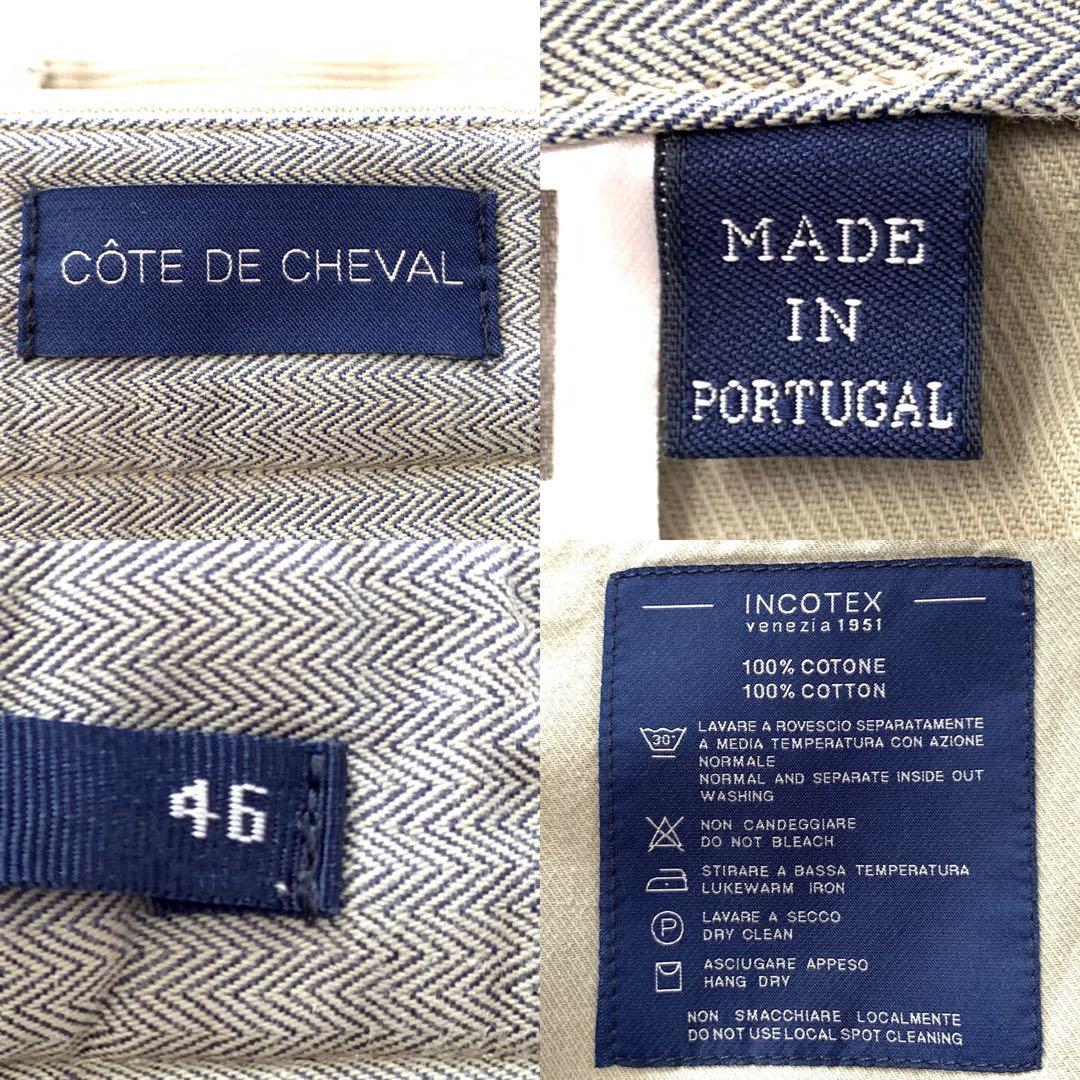 CÔTE DE CHEVAL
MADE
IN
PORTUGAL
46
INCOTEX
venezia 1951
100% COTONE
100% COTTON
30°
LAVARE A ROVESCIO SEPARATAMENTE
A MEDIA TEMPERATURA CON AZIONE
NORMALE
NORMAL AND SEPARATE INSIDE OUT
WASHING
NON CANDEGGIARE
DO NOT BLEACH
STIRARE A BASSA TEMPERATURA
LUKEWARM IRON
P
LAVARE A SECCO
DRY CLEAN
ASCIUGARE APPESO
HANG DRY
NON SMACCHIARE LOCALMENTE
DO NOT USE LOCAL SPOT CLEANING